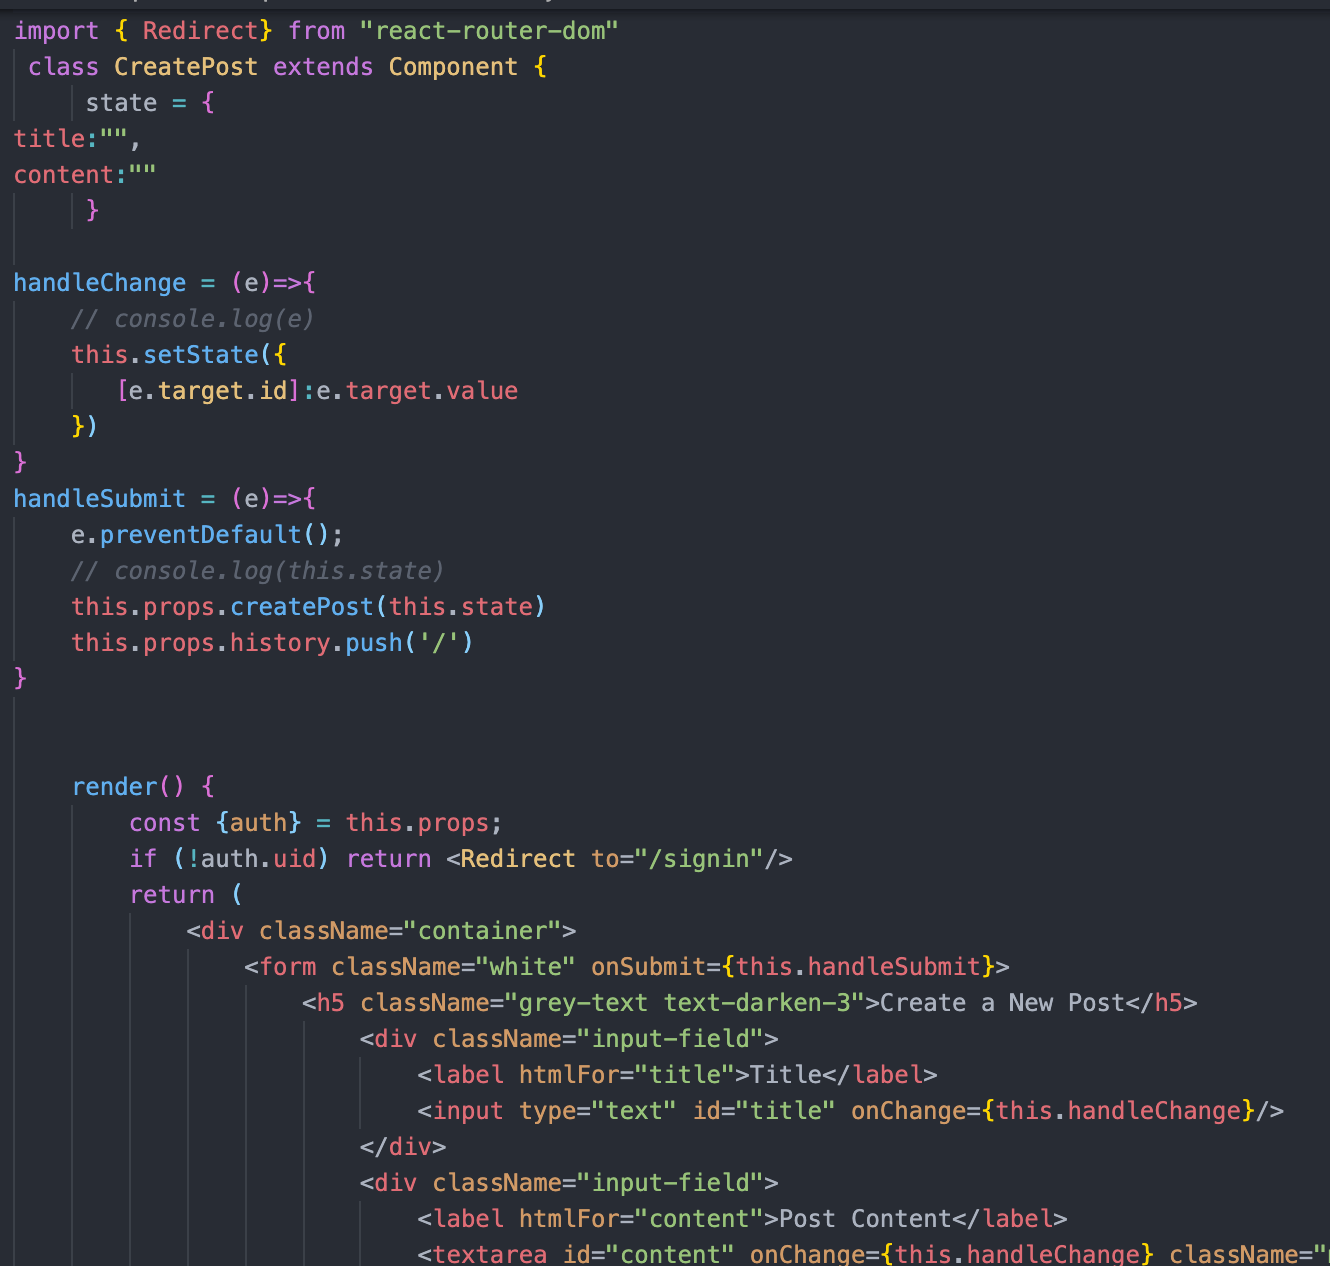 import { Redirect} from "react-router-dom"
 class CreatePost extends Component {
     state = {
title:"",
content:""
     }

handleChange = (e)=>{
    // console.log(e)
    this.setState({
       [e.target.id]:e.target.value
    })
}
handleSubmit = (e)=>{
    e.preventDefault();
    // console.log(this.state)
    this.props.createPost(this.state)
    this.props.history.push('/')
}

    render() {
        const {auth} = this.props;
        if (!auth.uid) return <Redirect to="/signin"/>
        return (
            <div className="container">
                <form className="white" onSubmit={this.handleSubmit}>
                    <h5 className="grey-text text-darken-3">Create a New Post</h5>
                        <div className="input-field">
                            <label htmlFor="title">Title</label>
                            <input type="text" id="title" onChange={this.handleChange}/>
                        </div>
                        <div className="input-field">
                            <label htmlFor="content">Post Content</label>
                            <textarea id="content" onChange={this.handleChange} className="